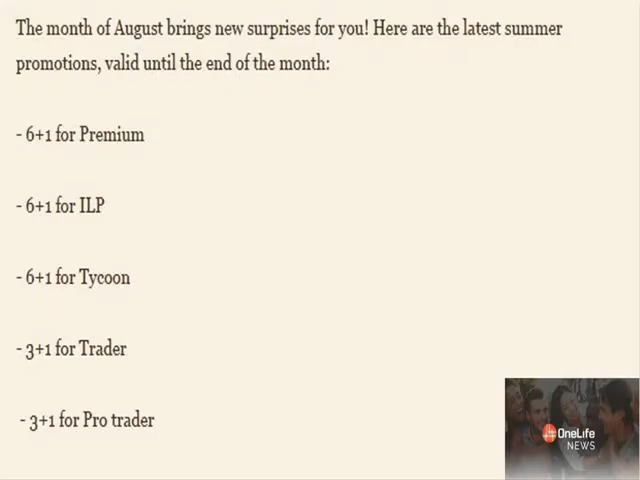 The month of August brings new surprises for you! Here are the latest summer
promotions, valid until the end of the month:
- 6+1 for Premium
- 6+1 for ILP
- 6+1 for Tycoon
- 3+1 for Trader
- 3+1 for Pro trader
OneLife
NEWS